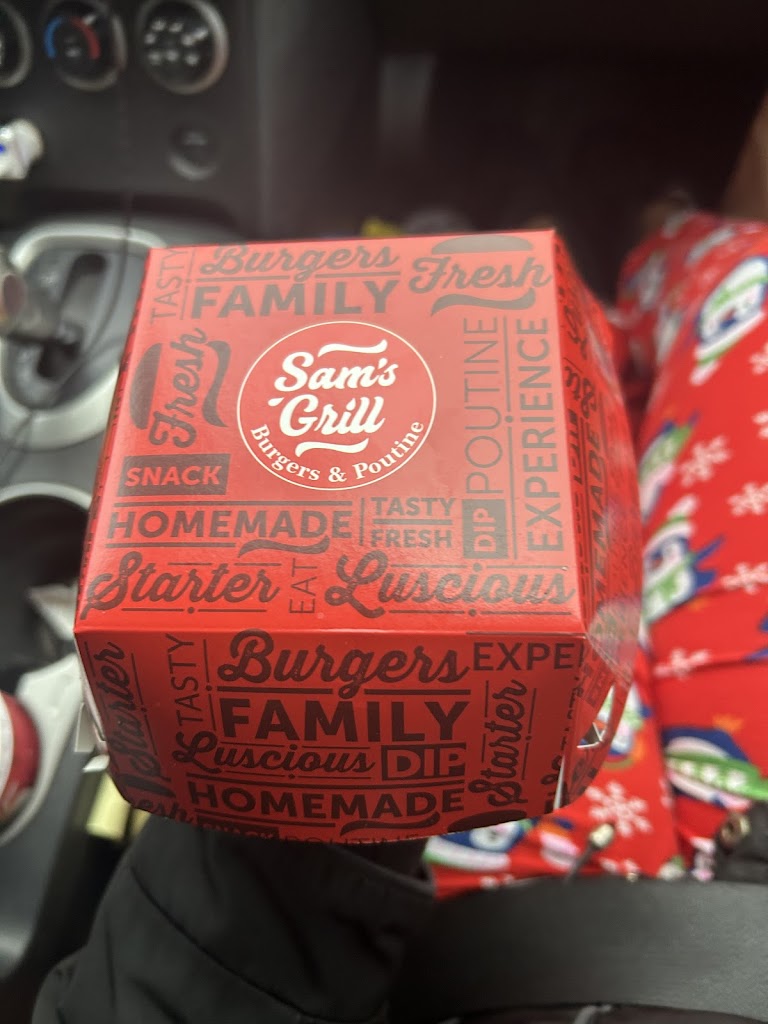 TASTY
Burgers
FAMILY
Fresh
Fresh
Sam's
Grill
Burgers & Poutine
SNACK
POUTINE
EXPERIENCE
HOMEMADE
TASTY
FRESH
DIP
Starter
EAT
Luscious
Starter
TASTY
Burgers
EXPE
FAMILY
Luscious
DIP
Starter
HOMEMADE